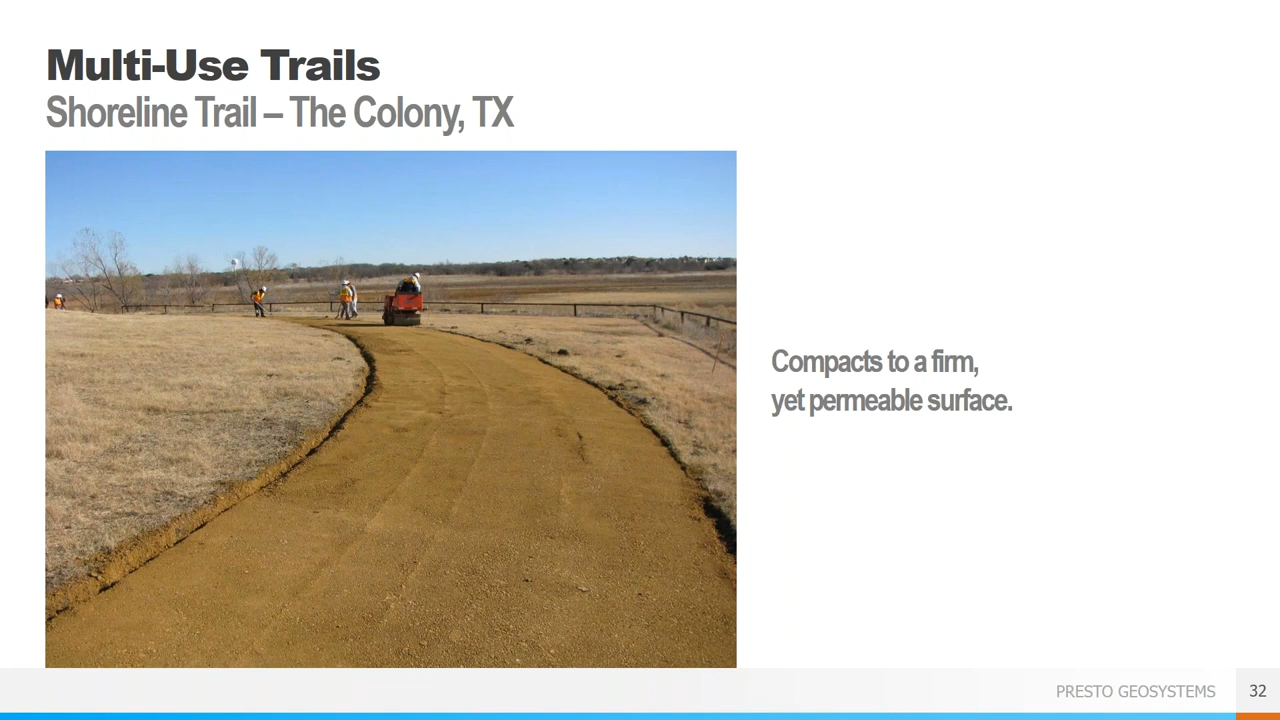 Multi-Use Trails
Shoreline Trail – The Colony, TX
Compacts to a firm,
yet permeable surface.
PRESTO GEOSYSTEMS
32